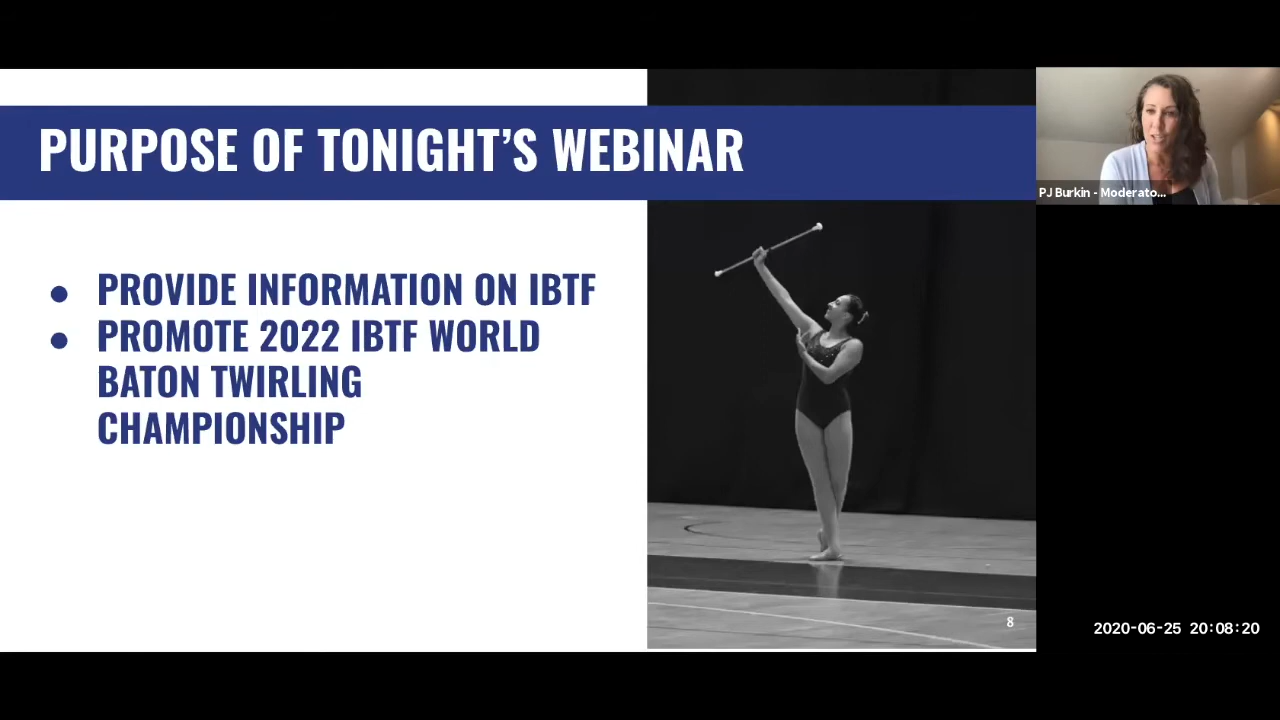 PURPOSE OF TONIGHT’S WEBINAR
● PROVIDE INFORMATION ON IBTF
● PROMOTE 2022 IBTF WORLD
BATON TWIRLING
CHAMPIONSHIP
8
PJ Burkin - Moderato...
2020-06-25 20:08:20